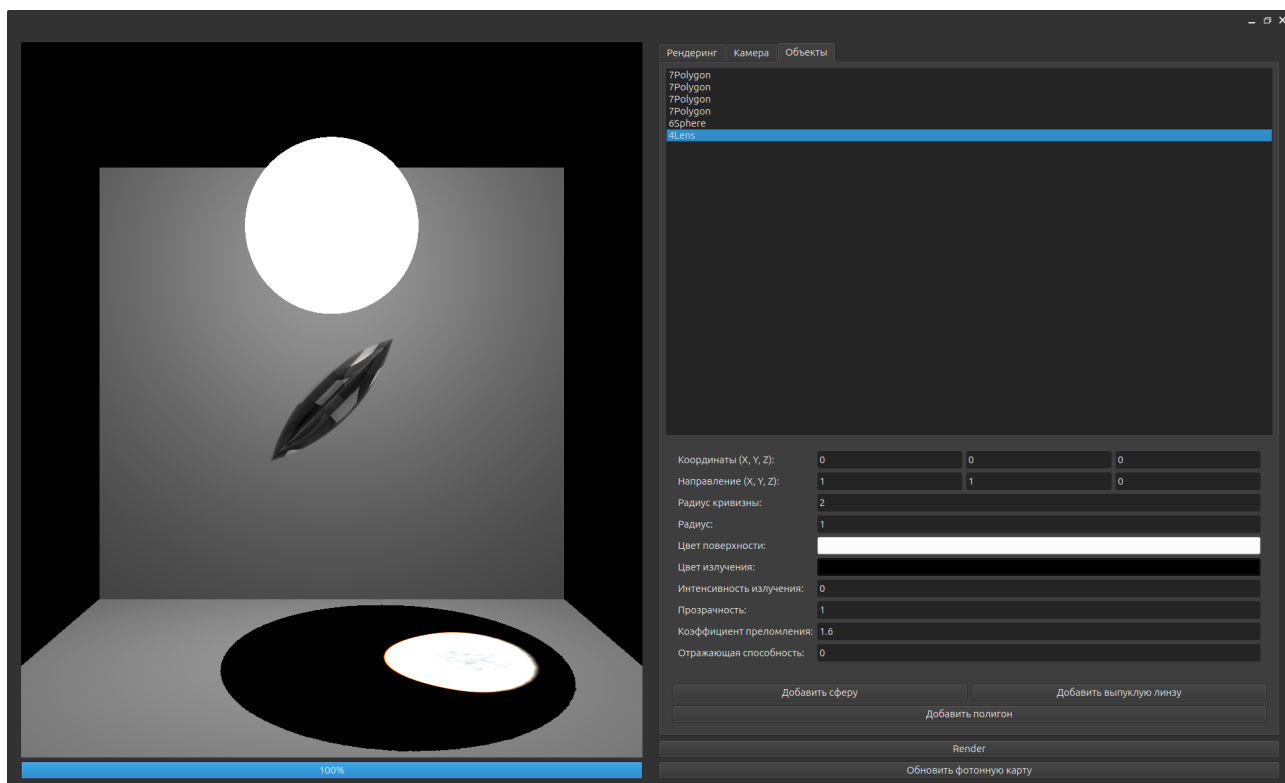 Рендеринг Камера Объекты
7Polygon
7Polygon
7Polygon
7Polygon
6Sphere
4Lens
Координаты (X, Y, Z): 0 0 0
Направление (X, Y, Z): 1 1 0
Радиус кривизны: 2
Радиус: 1
Цвет поверхности:
Цвет излучения:
Интенсивность излучения: 0
Прозрачность: 1
Коэффициент преломления: 1.6
Отражающая способность: 0
Добавить сферу Добавить выпуклую линзу
Добавить полигон
Render
100% Обновить фотонную карту